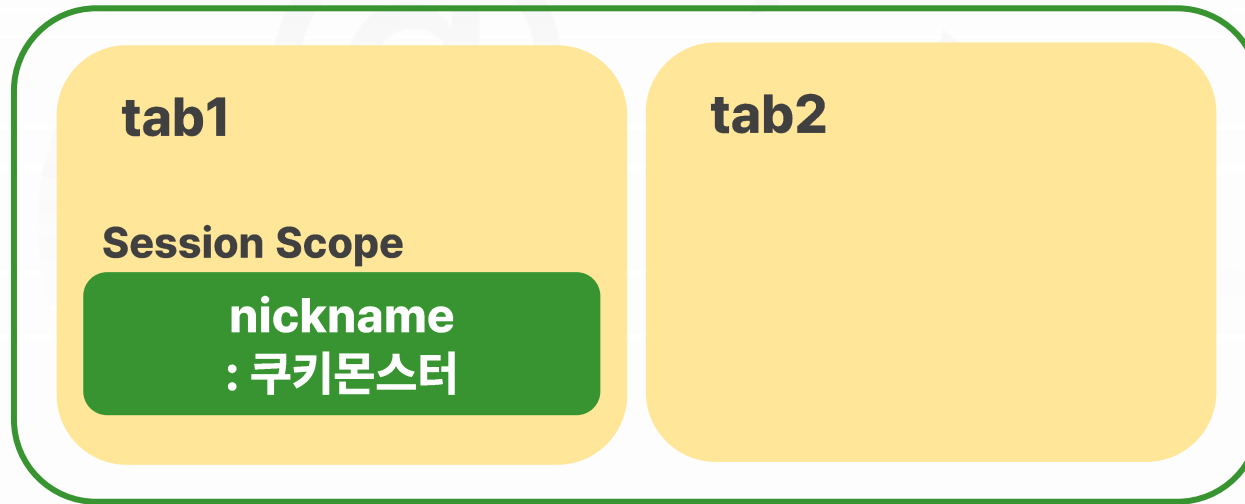 tab1
tab2
Session Scope
nickname
: 쿠키몬스터